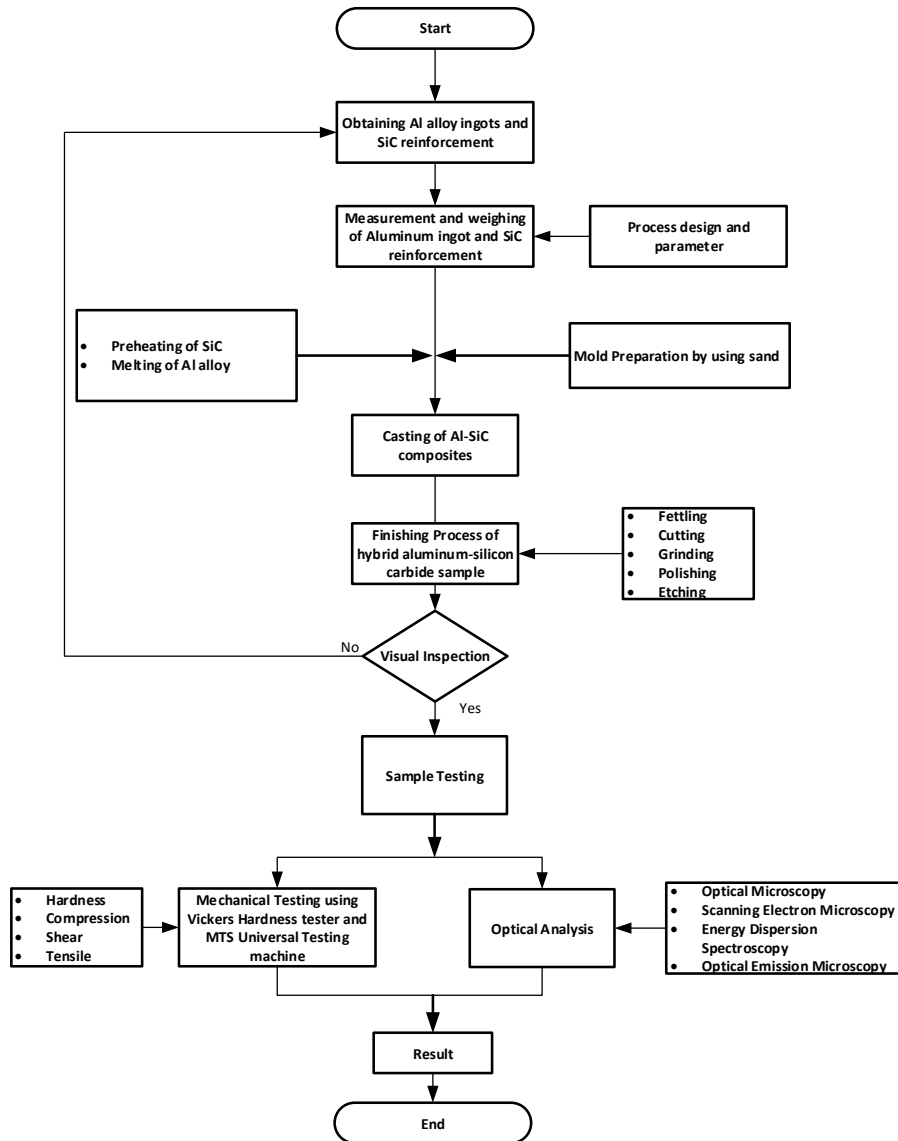 Start
Obtaining Al alloy ingots and
SiC reinforcement
Measurement and weighing
of Aluminum ingot and SiC
reinforcement
Process design and
parameter
• Preheating of SiC
• Melting of Al alloy
Mold Preparation by using sand
Casting of Al-SiC
composites
Finishing Process of
hybrid aluminum-silicon
carbide sample
• Fettling
• Cutting
• Grinding
• Polishing
• Etching
No
Visual Inspection
Yes
Sample Testing
• Hardness
• Compression
• Shear
• Tensile
Mechanical Testing using
Vickers Hardness tester and
MTS Universal Testing
machine
Optical Analysis
• Optical Microscopy
• Scanning Electron Microscopy
• Energy Dispersion
Spectroscopy
• Optical Emission Microscopy
Result
End